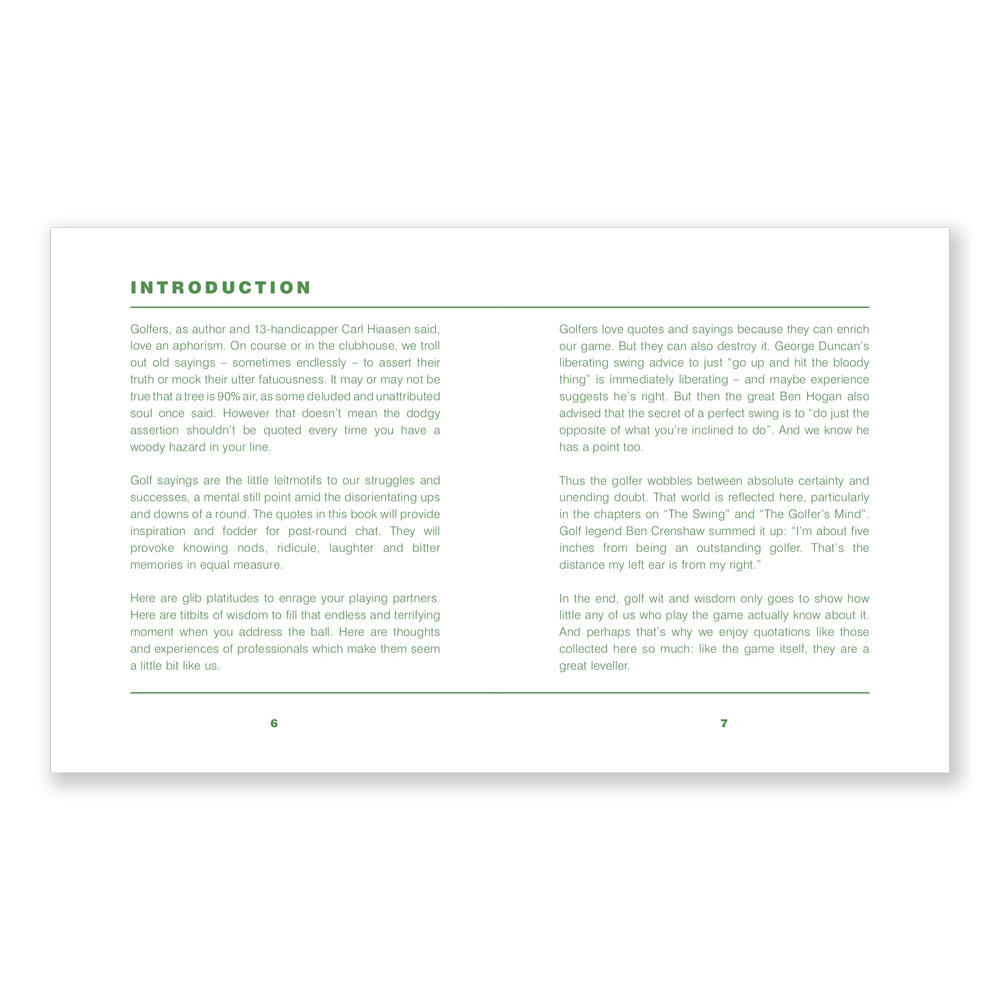 INTRODUCTION
Golfers, as author and 13-handicapper Carl Hiaasen said,
love an aphorism. On course or in the clubhouse, we troll
out old sayings – sometimes endlessly – to assert their
truth or mock their utter fatuousness. It may or may not be
true that a tree is 90% air, as some deluded and unattributed
soul once said. However that doesn't mean the dodgy
assertion shouldn't be quoted every time you have a
woody hazard in your line.
Golf sayings are the little leitmotifs to our struggles and
successes, a mental still point amid the disorientating ups
and downs of a round. The quotes in this book will provide
inspiration and fodder for post-round chat. They will
provoke knowing nods, ridicule, laughter and bitter
memories in equal measure.
Here are glib platitudes to enrage your playing partners.
Here are titbits of wisdom to fill that endless and terrifying
moment when you address the ball. Here are thoughts
and experiences of professionals which make them seem
a little bit like us.
6
Golfers love quotes and sayings because they can enrich
our game. But they can also destroy it. George Duncan's
liberating swing advice to just “go up and hit the bloody
thing” is immediately liberating – and maybe experience
suggests he's right. But then the great Ben Hogan also
advised that the secret of a perfect swing is to “do just the
opposite of what you're inclined to do”. And we know he
has a point too.
Thus the golfer wobbles between absolute certainty and
unending doubt. That world is reflected here, particularly
in the chapters on “The Swing” and “The Golfer's Mind”.
Golf legend Ben Crenshaw summed it up: “I'm about five
inches from being an outstanding golfer. That's the
distance my left ear is from my right.”
In the end, golf wit and wisdom only goes to show how
little any of us who play the game actually know about it.
And perhaps that's why we enjoy quotations like those
collected here so much: like the game itself, they are a
great leveller.
7